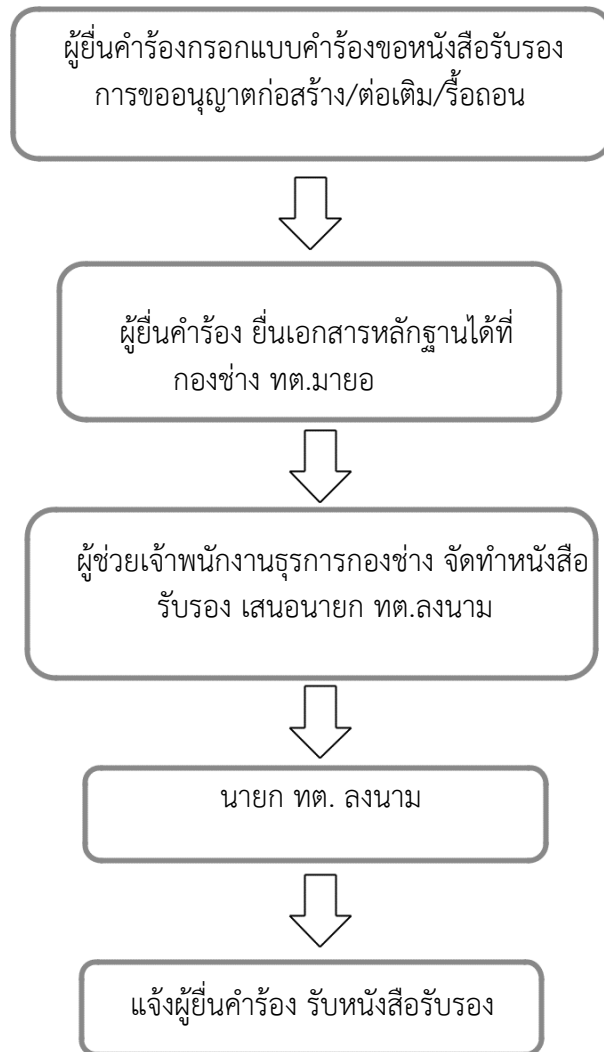 ผู้ยื่นคำร้องกรอกแบบคำร้องขอหนังสือรับรอง
การขออนุญาตก่อสร้าง/ต่อเติม/รื้อถอน
ผู้ยื่นคำร้อง ยื่นเอกสารหลักฐานได้ที่
กองช่าง ทต.มายอ
ผู้ช่วยเจ้าพนักงานธุรการกองช่าง จัดทำหนังสือ
รับรอง เสนอนายก ทต.ลงนาม
นายก ทต. ลงนาม
แจ้งผู้ยื่นคำร้อง รับหนังสือรับรอง